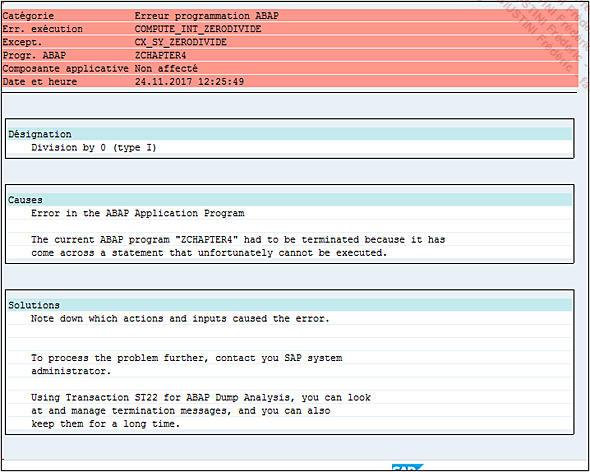 Catégorie Erreur programmation ABAP
Err. exécution COMPUTE_INT_ZERODIVIDE
Except. CX_SY_ZERODIVIDE
Progr. ABAP ZCHAPTER4
Composante applicative Non affecté
Date et heure 24.11.2017 12:25:49
Désignation
Division by 0 (type I)
Causes
Error in the ABAP Application Program
The current ABAP program "ZCHAPTER4" had to be terminated because it has
come across a statement that unfortunately cannot be executed.
Solutions
Note down which actions and inputs caused the error.
To process the problem further, contact you SAP system
administrator.
Using Transaction ST22 for ABAP Dump Analysis, you can look
at and manage termination messages, and you can also
keep them for a long time.
SAP